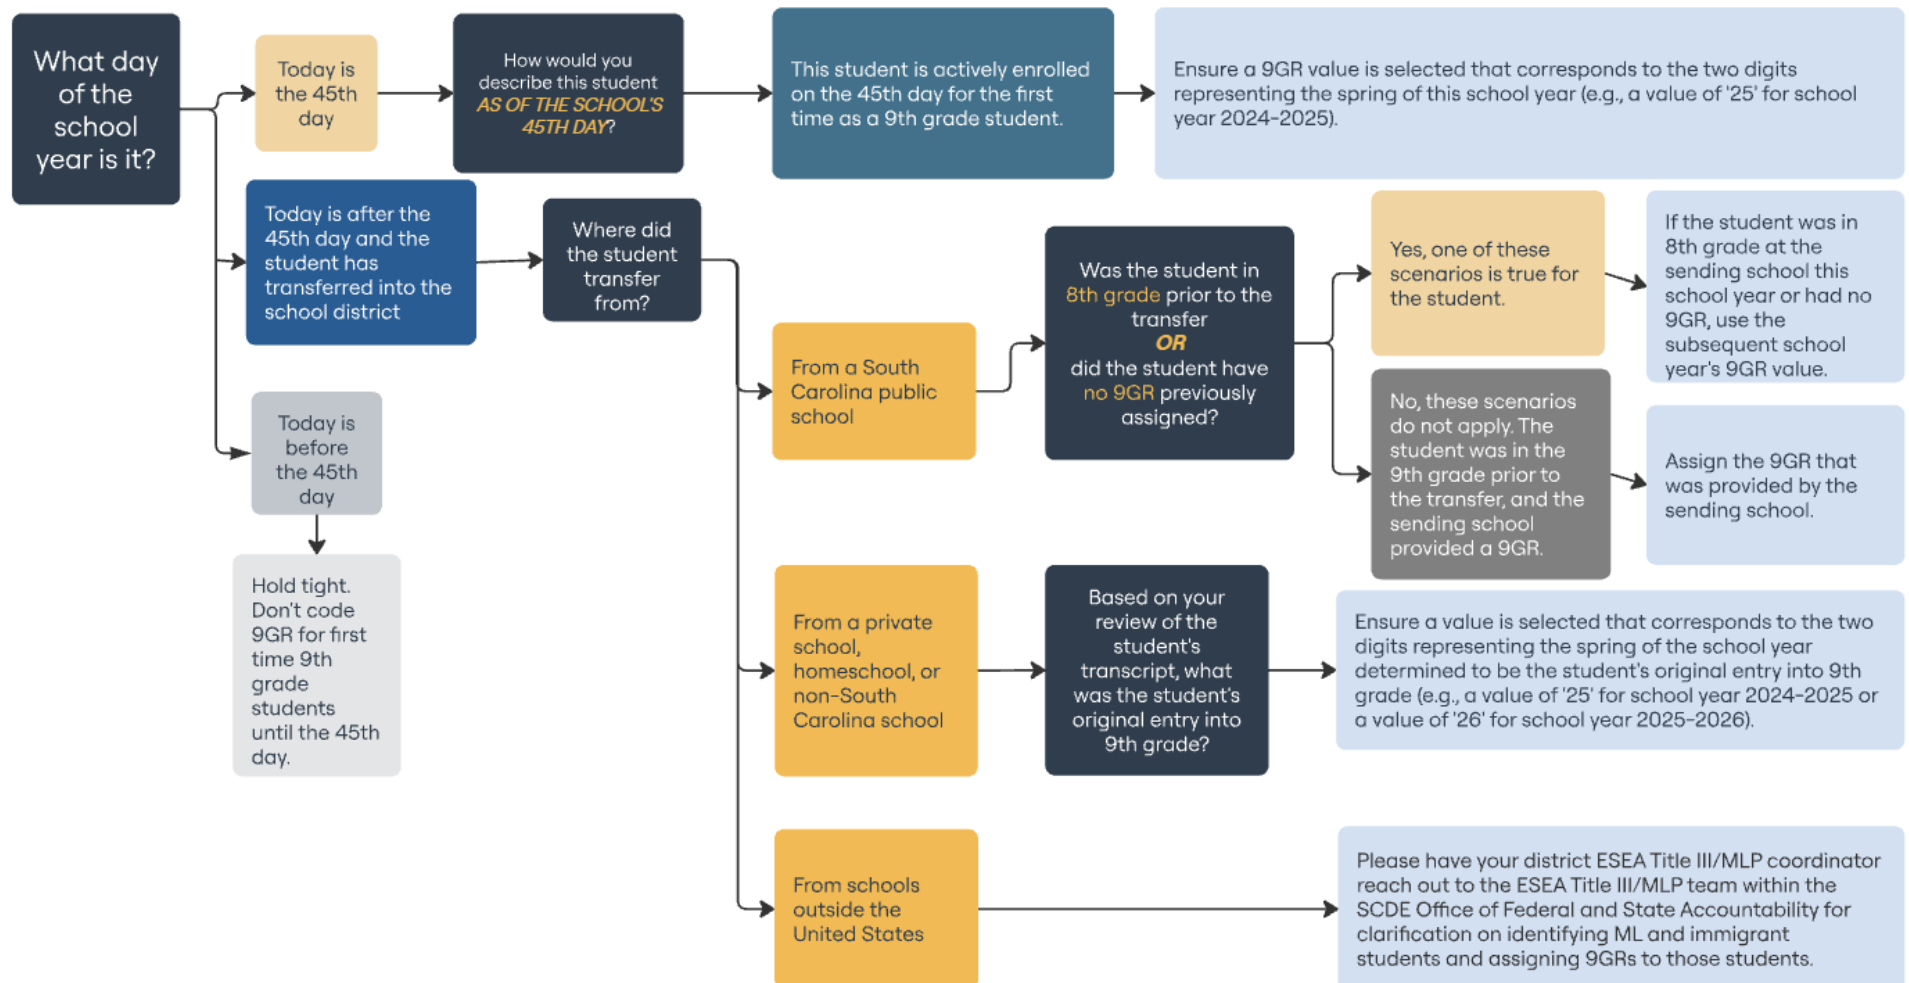 What day
of the
school
year is it?
Today is
the 45th
day
How would you
describe this student
AS OF THE SCHOOL'S
45TH DAY?
This student is actively enrolled
on the 45th day for the first
time as a 9th grade student.
Ensure a 9GR value is selected that corresponds to the two digits
representing the spring of this school year (e.g., a value of '25' for school
year 2024-2025).
Today is after the
45th day and the
student has
transferred into the
school district
Where did
the student
transfer
from?
From a South
Carolina public
school
Was the student in
8th grade prior to the
transfer
OR
did the student have
no 9GR previously
assigned?
Yes, one of these
scenarios is true for
the student.
If the student was in
8th grade at the
sending school this
school year or had no
9GR, use the
subsequent school
year's 9GR value.
No, these scenarios
do not apply. The
student was in the
9th grade prior to
the transfer, and the
sending school
provided a 9GR.
Assign the 9GR that
was provided by the
sending school.
Today is
before
the 45th
day
Hold tight.
Don't code
9GR for first
time 9th
grade
students
until the 45th
day.
From a private
school,
homeschool, or
non-South
Carolina school
Based on your
review of the
student's
transcript, what
was the student's
original entry into
9th grade?
Ensure a value is selected that corresponds to the two
digits representing the spring of the school year
determined to be the student's original entry into 9th
grade (e.g., a value of '25' for school year 2024-2025 or
a value of '26' for school year 2025-2026).
From schools
outside the
United States
Please have your district ESEA Title III/MLP coordinator
reach out to the ESEA Title III/MLP team within the
SCDE Office of Federal and State Accountability for
clarification on identifying ML and immigrant
students and assigning 9GRs to those students.